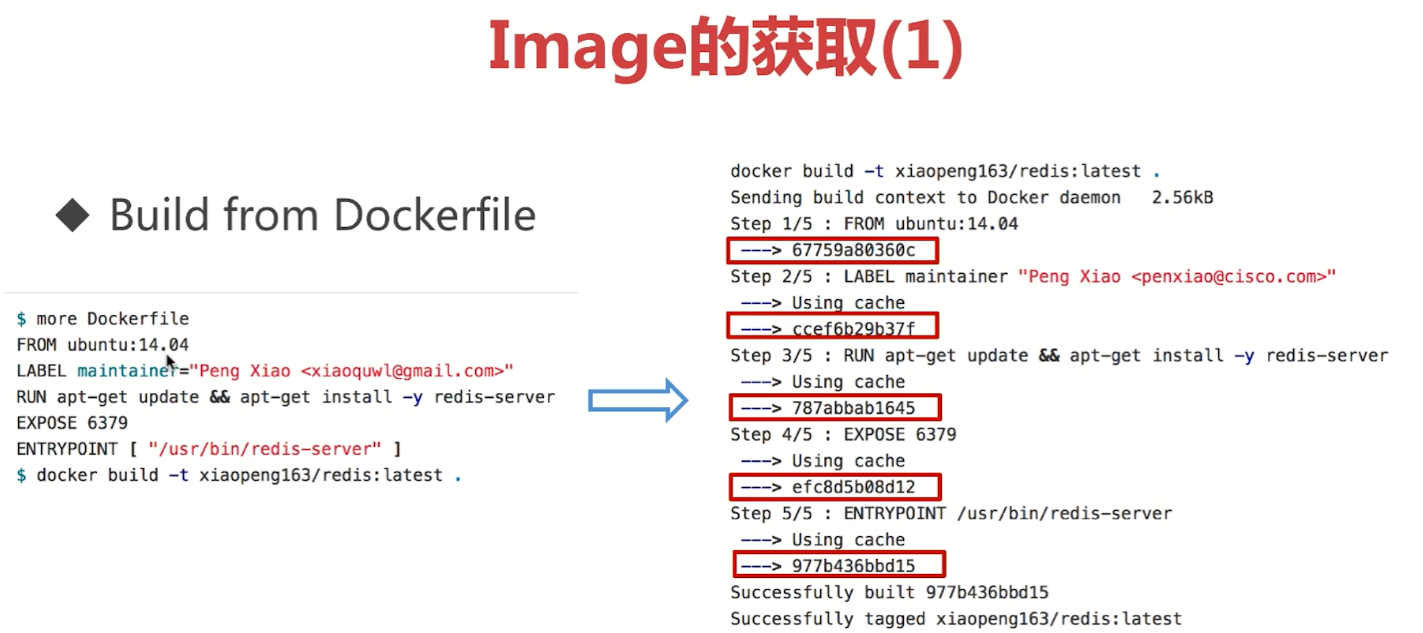 Image的获取(1)
◆ Build from Dockerfile
$ more Dockerfile
FROM ubuntu:14.04
LABEL maintainer="Peng Xiao <xiaoquwl@gmail.com>"
RUN apt-get update && apt-get install -y redis-server
EXPOSE 6379
ENTRYPOINT [ "/usr/bin/redis-server" ]
$ docker build -t xiaopeng163/redis:latest .
docker build -t xiaopeng163/redis:latest .
Sending build context to Docker daemon 2.56kB
Step 1/5 : FROM ubuntu:14.04
---> 67759a80360c
Step 2/5 : LABEL maintainer "Peng Xiao <penxiao@cisco.com>"
---> Using cache
---> ccef6b29b37f
Step 3/5 : RUN apt-get update && apt-get install -y redis-server
---> Using cache
---> 787abbab1645
Step 4/5 : EXPOSE 6379
---> Using cache
---> efc8d5b08d12
Step 5/5 : ENTRYPOINT /usr/bin/redis-server
---> Using cache
---> 977b436bbd15
Successfully built 977b436bbd15
Successfully tagged xiaopeng163/redis:latest